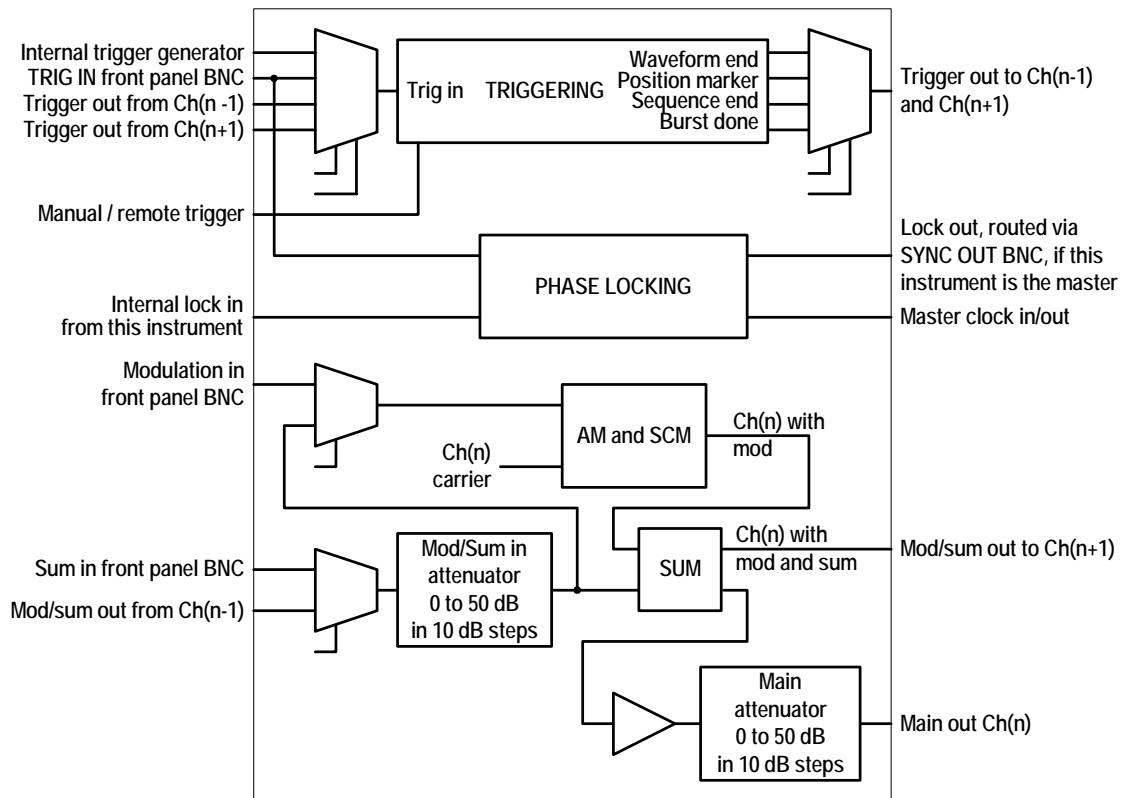 Internal trigger generator
TRIG IN front panel BNC
Trigger out from Ch(n -1)
Trigger out from Ch(n+1)
Trig in
TRIGGERING
Waveform end
Position marker
Sequence end
Burst done
Trigger out to Ch(n-1)
and Ch(n+1)
Manual / remote trigger
Lock out, routed via
SYNC OUT BNC, if this
instrument is the master
PHASE LOCKING
Internal lock in
from this instrument
Master clock in/out
Modulation in
front panel BNC
AM and SCM
Ch(n) with
mod
Ch(n)
carrier
Sum in front panel BNC
Mod/sum out from Ch(n-1)
Mod/Sum in
attenuator
0 to 50 dB
in 10 dB steps
SUM
Ch(n) with
mod and sum
Mod/sum out to Ch(n+1)
Main
attenuator
0 to 50 dB
in 10 dB steps
Main out Ch(n)